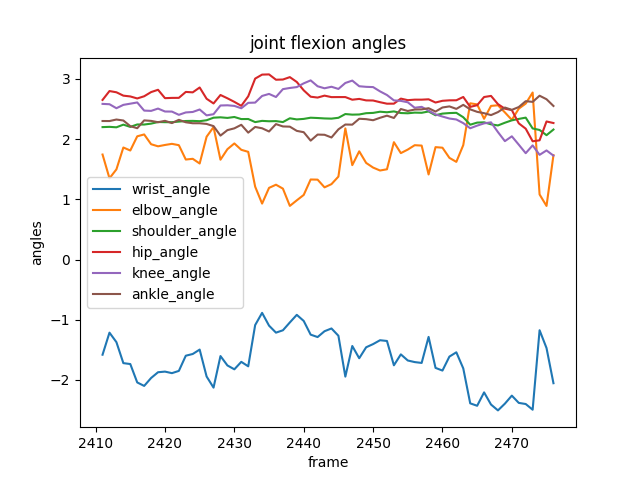 joint flexion angles
angles
3
2
1
0
−1
−2
wrist_angle
elbow_angle
shoulder_angle
hip_angle
knee_angle
ankle_angle
2410 2420 2430 2440 2450 2460 2470
frame